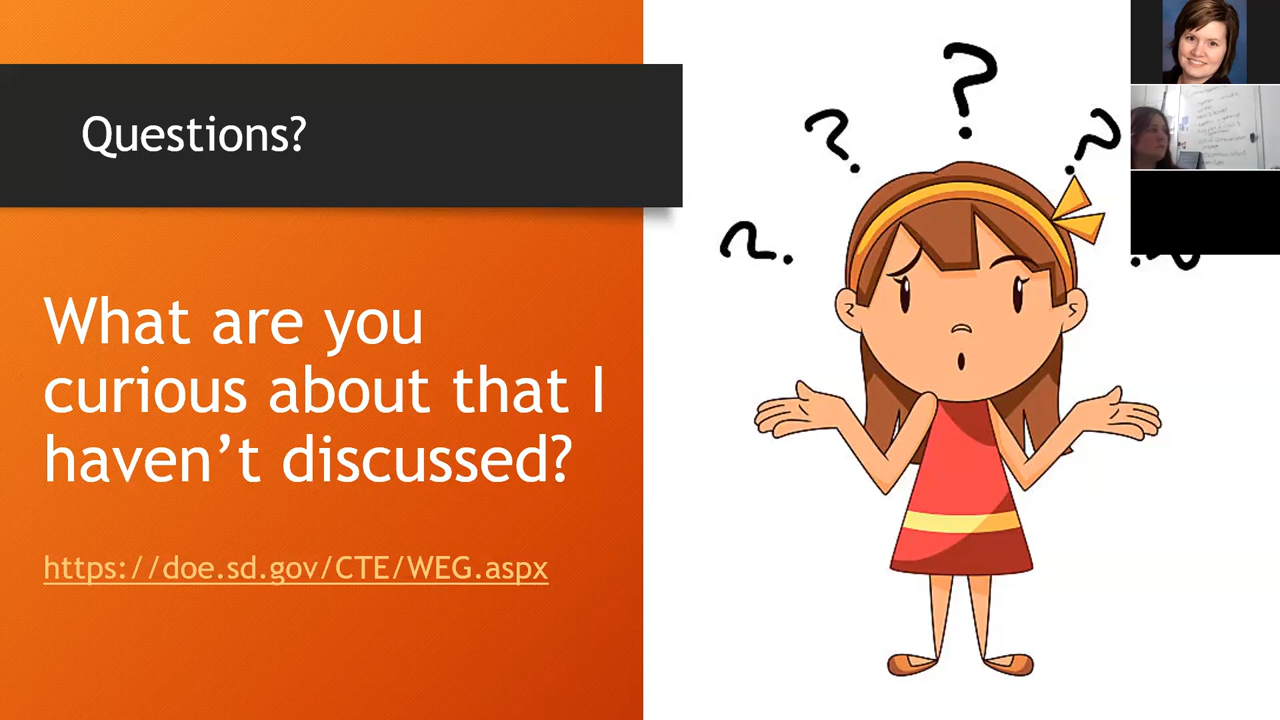 Questions?
What are you
curious about that I
haven’t discussed?
https://doe.sd.gov/CTE/WEG.aspx
?
?
?
?